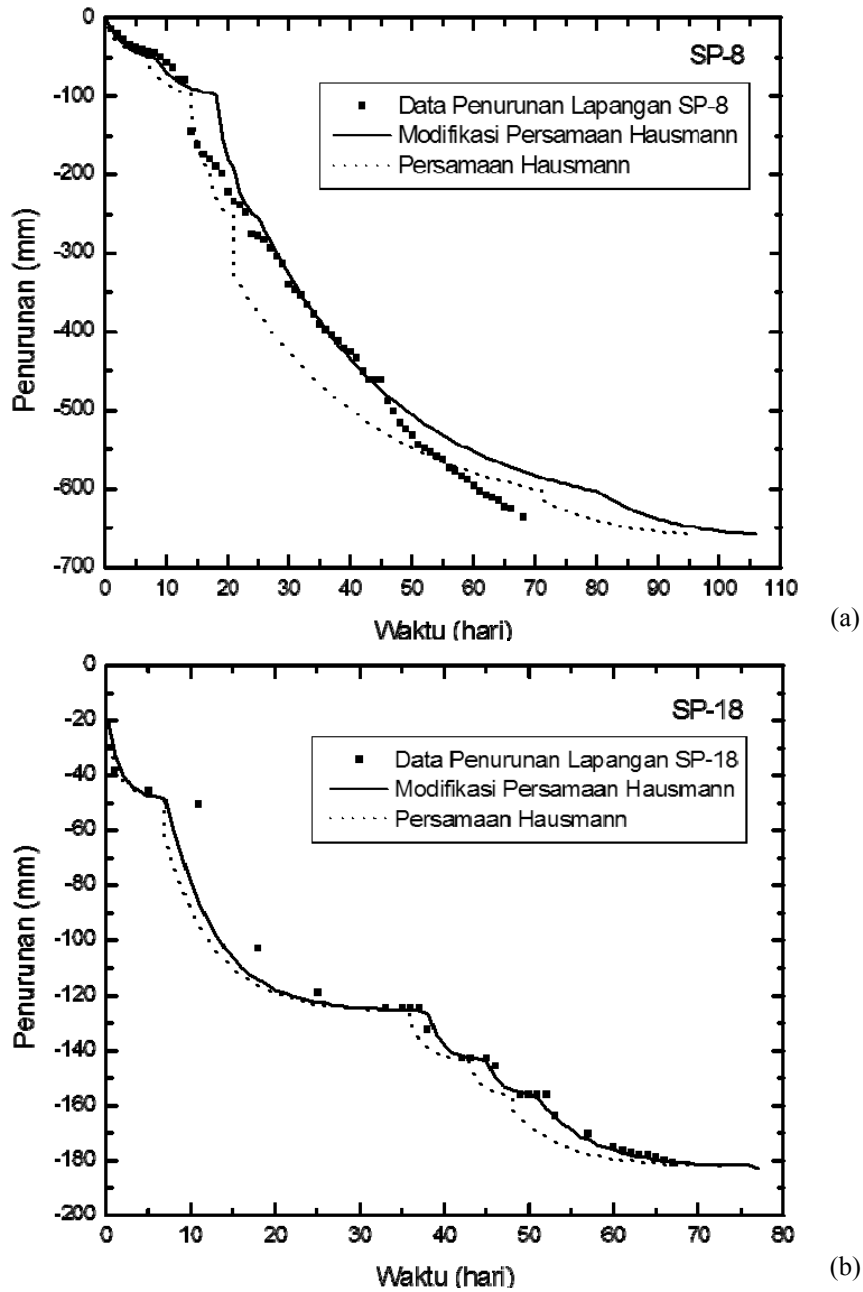 SP-8
Data Penurunan Lapangan SP-8
Modifikasi Persamaan Hausmann
Persamaan Hausmann
0
-100
-200
-300
-400
-500
-600
-700
Penurunan (mm)
0 10 20 30 40 50 60 70 80 90 100 110
Waktu (hari)
(a)
SP-18
Data Penurunan Lapangan SP-18
Modifikasi Persamaan Hausmann
Persamaan Hausmann
0
-20
-40
-60
-80
-100
-120
-140
-160
-180
-200
Penurunan (mm)
0 10 20 30 40 50 60 70 80
Waktu (hari)
(b)